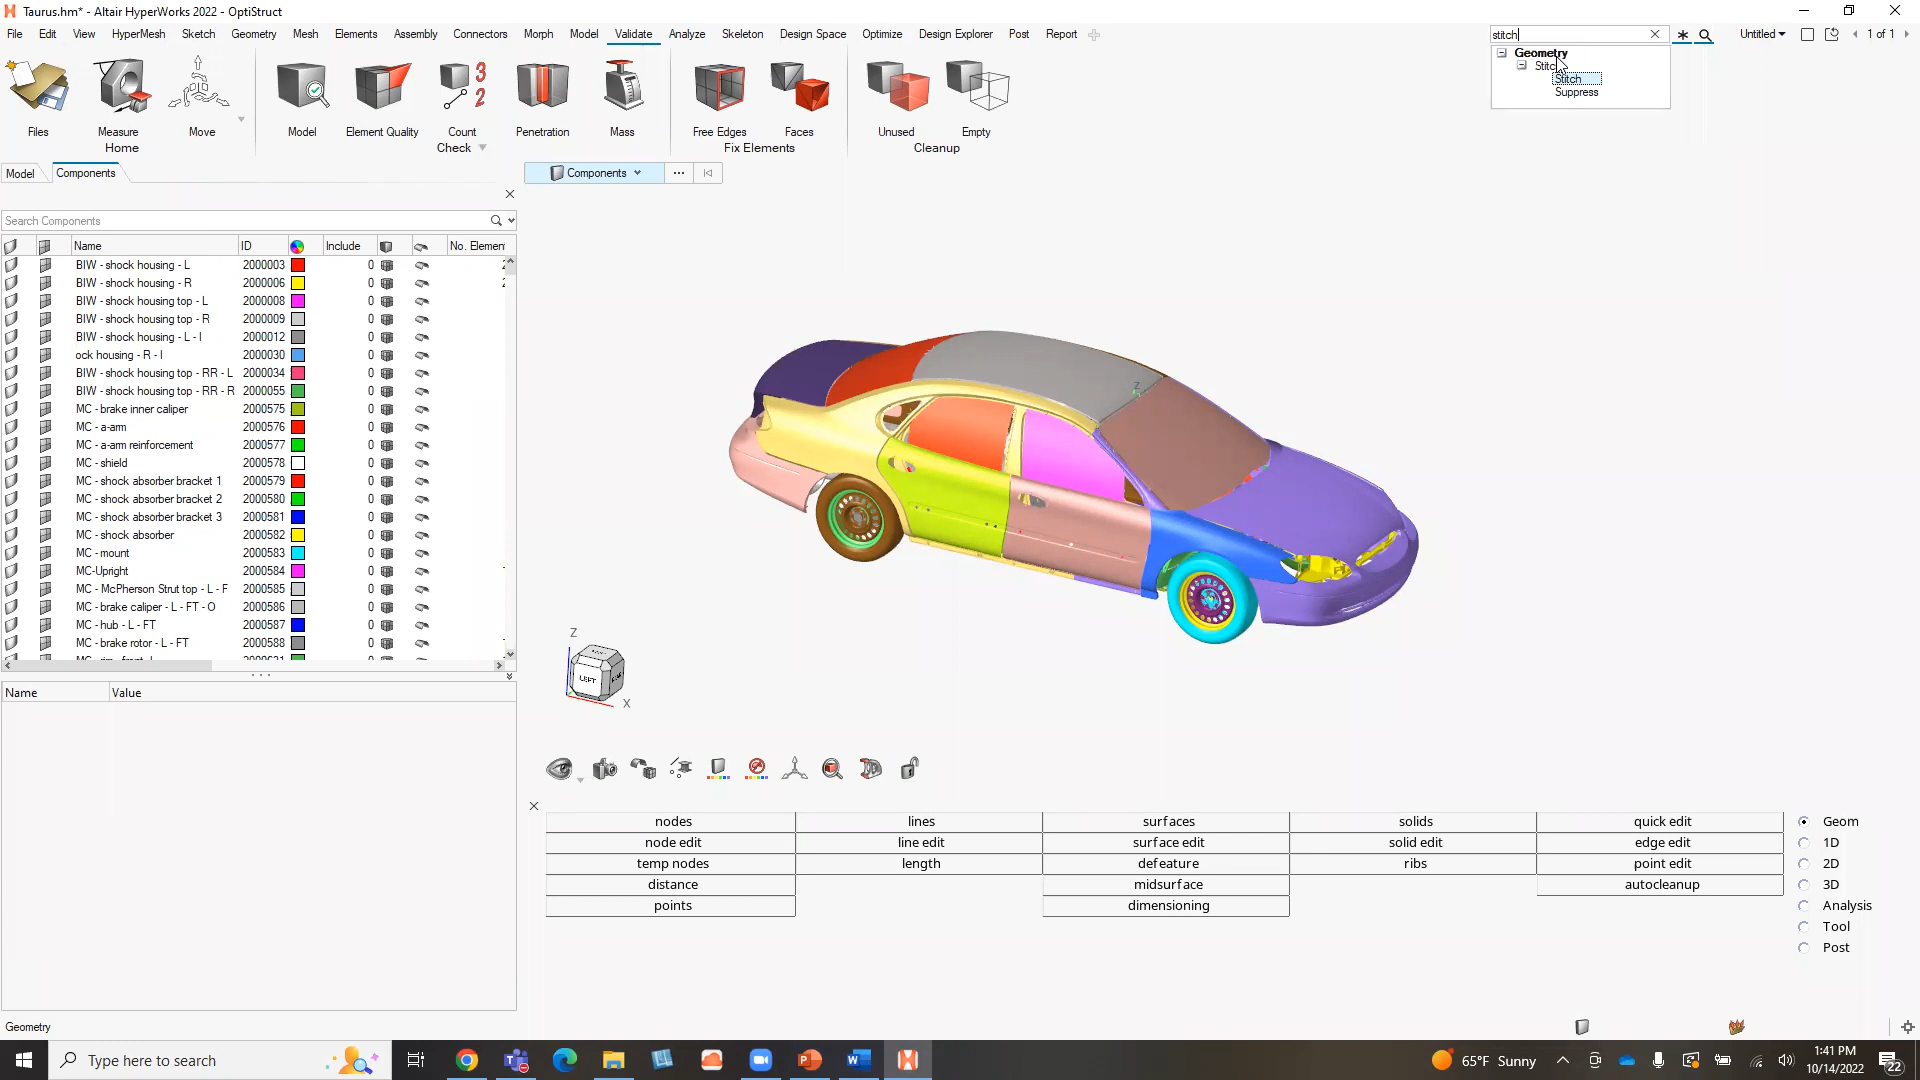 Taurus.hm* - Altair HyperWorks 2022 - OptiStruct
File Edit View HyperMesh Sketch Geometry Mesh Elements Assembly Connectors Morph Model Validate Analyze Skeleton Design Space Optimize Design Explorer Post Report
stitch
Untitled
1 of 1
Geometry
Stitch
Suppress
Files Measure Move Model Element Quality Count Penetration Mass Free Edges Faces Unused Empty
Home Check Fix Elements Cleanup
3
2
Model Components
Components
Search Components
Name ID Include No. Elemen
BIW - shock housing - L 2000003 0
BIW - shock housing - R 2000006 0
BIW - shock housing top - L 2000008 0
BIW - shock housing top - R 2000009 0
BIW - shock housing - L - I 2000012 0
ock housing - R - I 2000030 0
BIW - shock housing top - RR - L 2000034 0
BIW - shock housing top - RR - R 2000055 0
MC - brake inner caliper 2000575 0
MC - a-arm 2000576 0
MC - a-arm reinforcement 2000577 0
MC - shield 2000578 0
MC - shock absorber bracket 1 2000579 0
MC - shock absorber bracket 2 2000580 0
MC - shock absorber bracket 3 2000581 0
MC - shock absorber 2000582 0
MC - mount 2000583 0
MC-Upright 2000584 0
MC - McPherson Strut top - L - F 2000585 0
MC - brake caliper - L - FT - O 2000586 0
MC - hub - L - FT 2000587 0
MC - brake rotor - L - FT 2000588 0
Name Value
Z
Z
LEFT
X
nodes lines surfaces solids quick edit Geom
node edit line edit surface edit solid edit edge edit 1D
temp nodes length defeature ribs point edit 2D
distance midsurface autocleanup 3D
points dimensioning Analysis
Tool
Post
Geometry
Type here to search
65°F Sunny
1:41 PM
10/14/2022
22